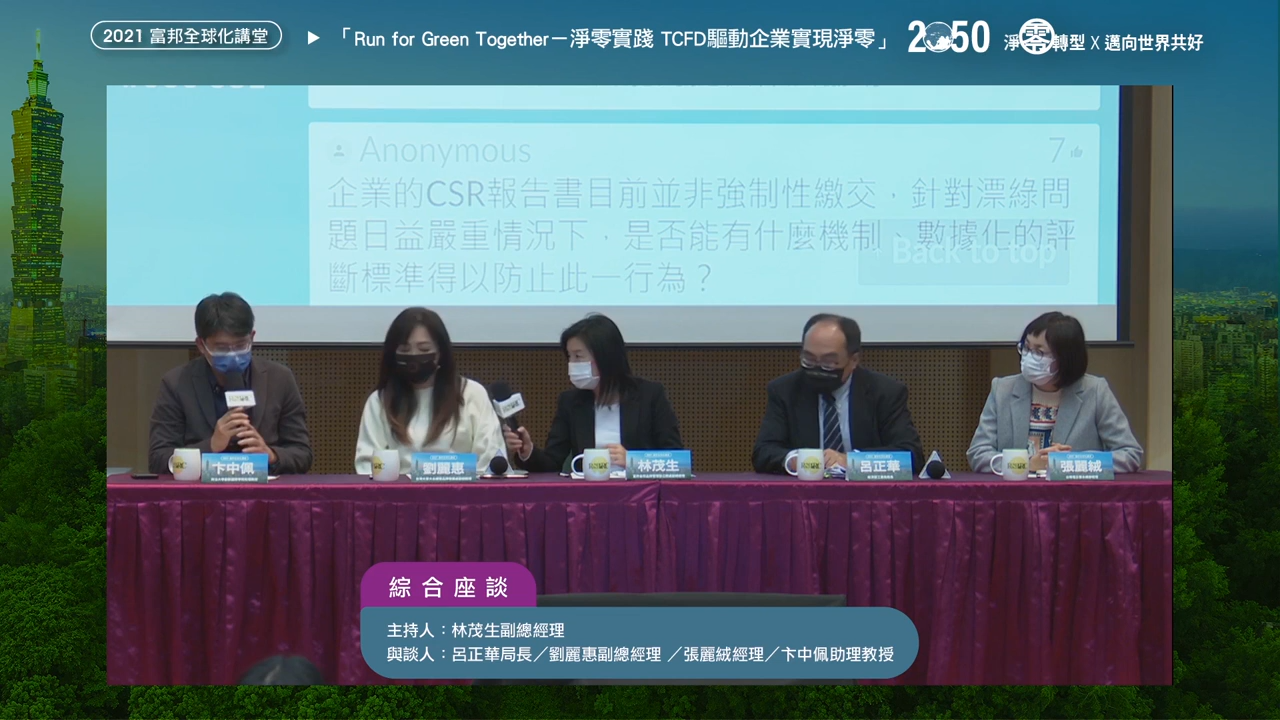 2021 富邦全球化講堂
「Run for Green Together－淨零實踐 TCFD驅動企業實現淨零」
2050 淨零轉型 X 邁向世界共好
Anonymous
7
企業的CSR報告書目前並非強制性繳交，針對漂綠問
題日益嚴重情況下，是否能有什麼機制、數據化的評
斷標準得以防止此一行為？
Back to top
卞中佩
劉麗惠
林茂生
呂正華
張麗絨
綜合座談
主持人：林茂生副總經理
與談人：呂正華局長／劉麗惠副總經理／張麗絨經理／卞中佩助理教授